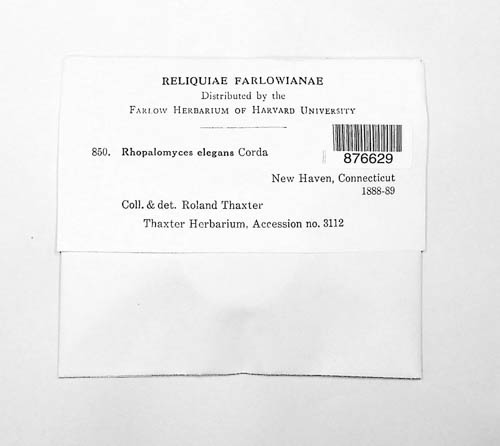 RELIQUIAE FARLOWIANAE
Distributed by the
FARLOW HERBARIUM OF HARVARD UNIVERSITY
850. Rhopalomyces elegans Corda
876629
New Haven, Connecticut
1888-89
Coll. & det. Roland Thaxter
Thaxter Herbarium, Accession no. 3112